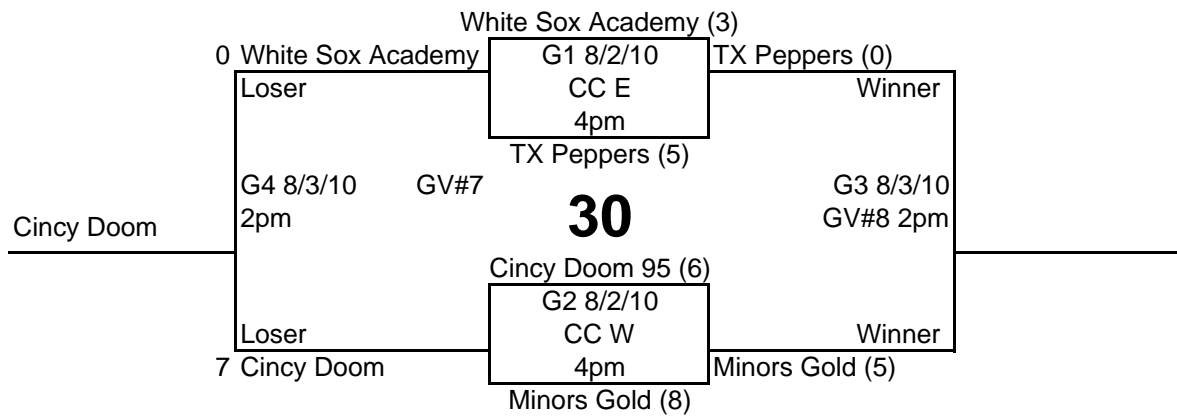 White Sox Academy (3)
0 White Sox Academy
G1 8/2/10
TX Peppers (0)
Loser
CC E
Winner
4pm
TX Peppers (5)
G4 8/3/10 GV#7
G3 8/3/10
2pm
30
GV#8 2pm
Cincy Doom
Cincy Doom 95 (6)
G2 8/2/10
Loser
CC W
Winner
7 Cincy Doom
4pm
Minors Gold (5)
Minors Gold (8)